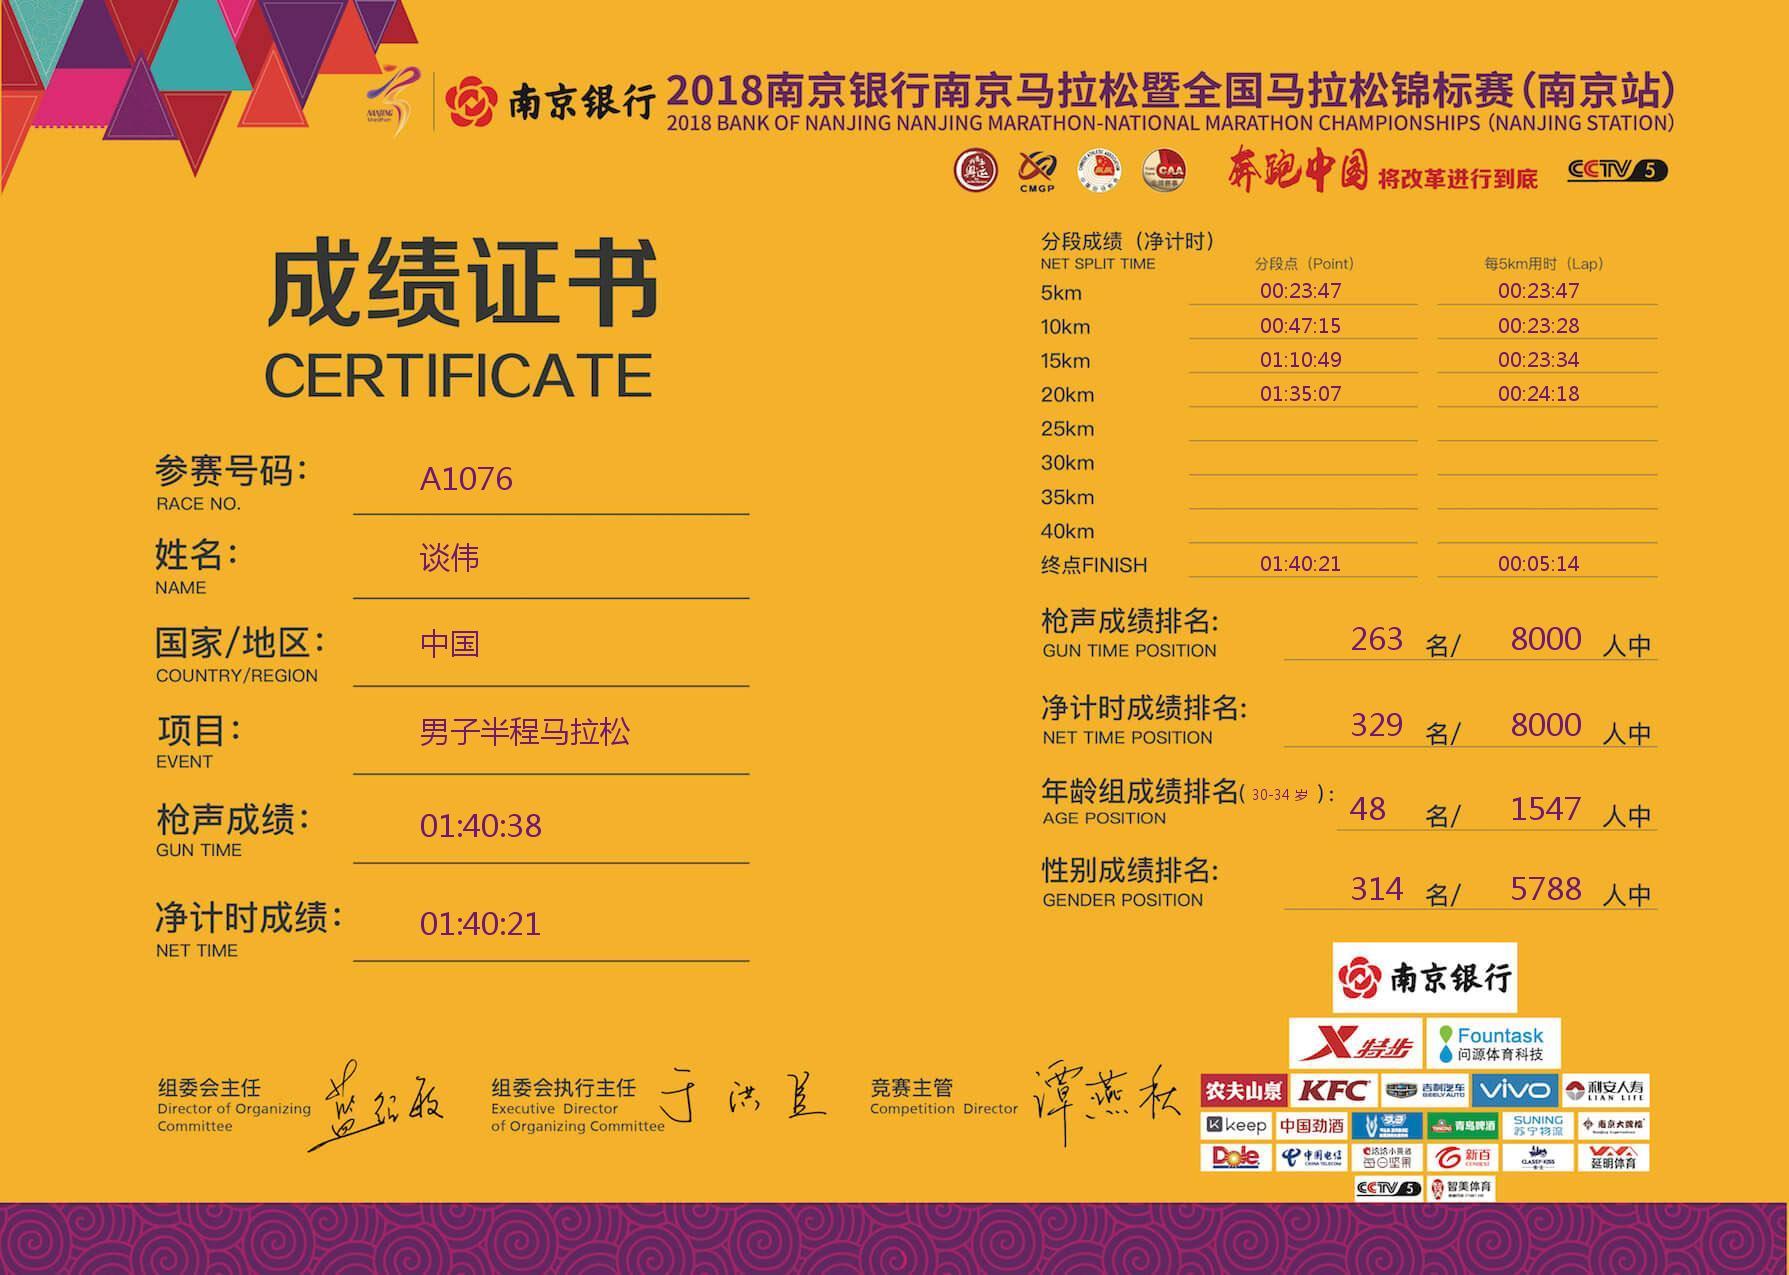 NANJING
Marathon
南京银行
2018南京银行南京马拉松暨全国马拉松锦标赛（南京站）
2018 BANK OF NANJING NANJING MARATHON-NATIONAL MARATHON CHAMPIONSHIPS (NANJING STATION)
奥运
CMGP
CAA
奔跑中国 将改革进行到底
CCTV 5
成绩证书
CERTIFICATE
参赛号码： A1076
RACE NO.
姓名： 谈伟
NAME
国家/地区： 中国
COUNTRY/REGION
项目： 男子半程马拉松
EVENT
枪声成绩： 01:40:38
GUN TIME
净计时成绩： 01:40:21
NET TIME
分段成绩（净计时）
NET SPLIT TIME 分段点（Point） 每5km用时（Lap）
5km 00:23:47 00:23:47
10km 00:47:15 00:23:28
15km 01:10:49 00:23:34
20km 01:35:07 00:24:18
25km
30km
35km
40km
终点FINISH 01:40:21 00:05:14
枪声成绩排名: 263 名/ 8000 人中
GUN TIME POSITION
净计时成绩排名: 329 名/ 8000 人中
NET TIME POSITION
年龄组成绩排名( 30-34 岁 ): 48 名/ 1547 人中
AGE POSITION
性别成绩排名: 314 名/ 5788 人中
GENDER POSITION
组委会主任
Director of Organizing
Committee
组委会执行主任
Executive Director
of Organizing Committee
于洪
竞赛主管
Competition Director
谭燕秋
南京银行
X 特步
Fountask
问源体育科技
农夫山泉
KFC
吉利汽车
GEELY AUTO
vivo
利安人寿
LIAN LIFE
keep
中国劲酒
青岛啤酒
SUNING
苏宁物流
南京大牌档
Dole
中国电信
CHINA TELECOM
每日坚果
新百
CLASSY·KISS
延明体育
CCTV 5
智美体育